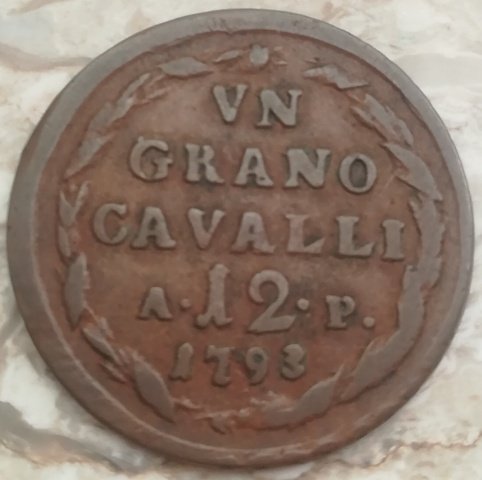 VN
GRANO
CAVALLI
A·12·P.
1793